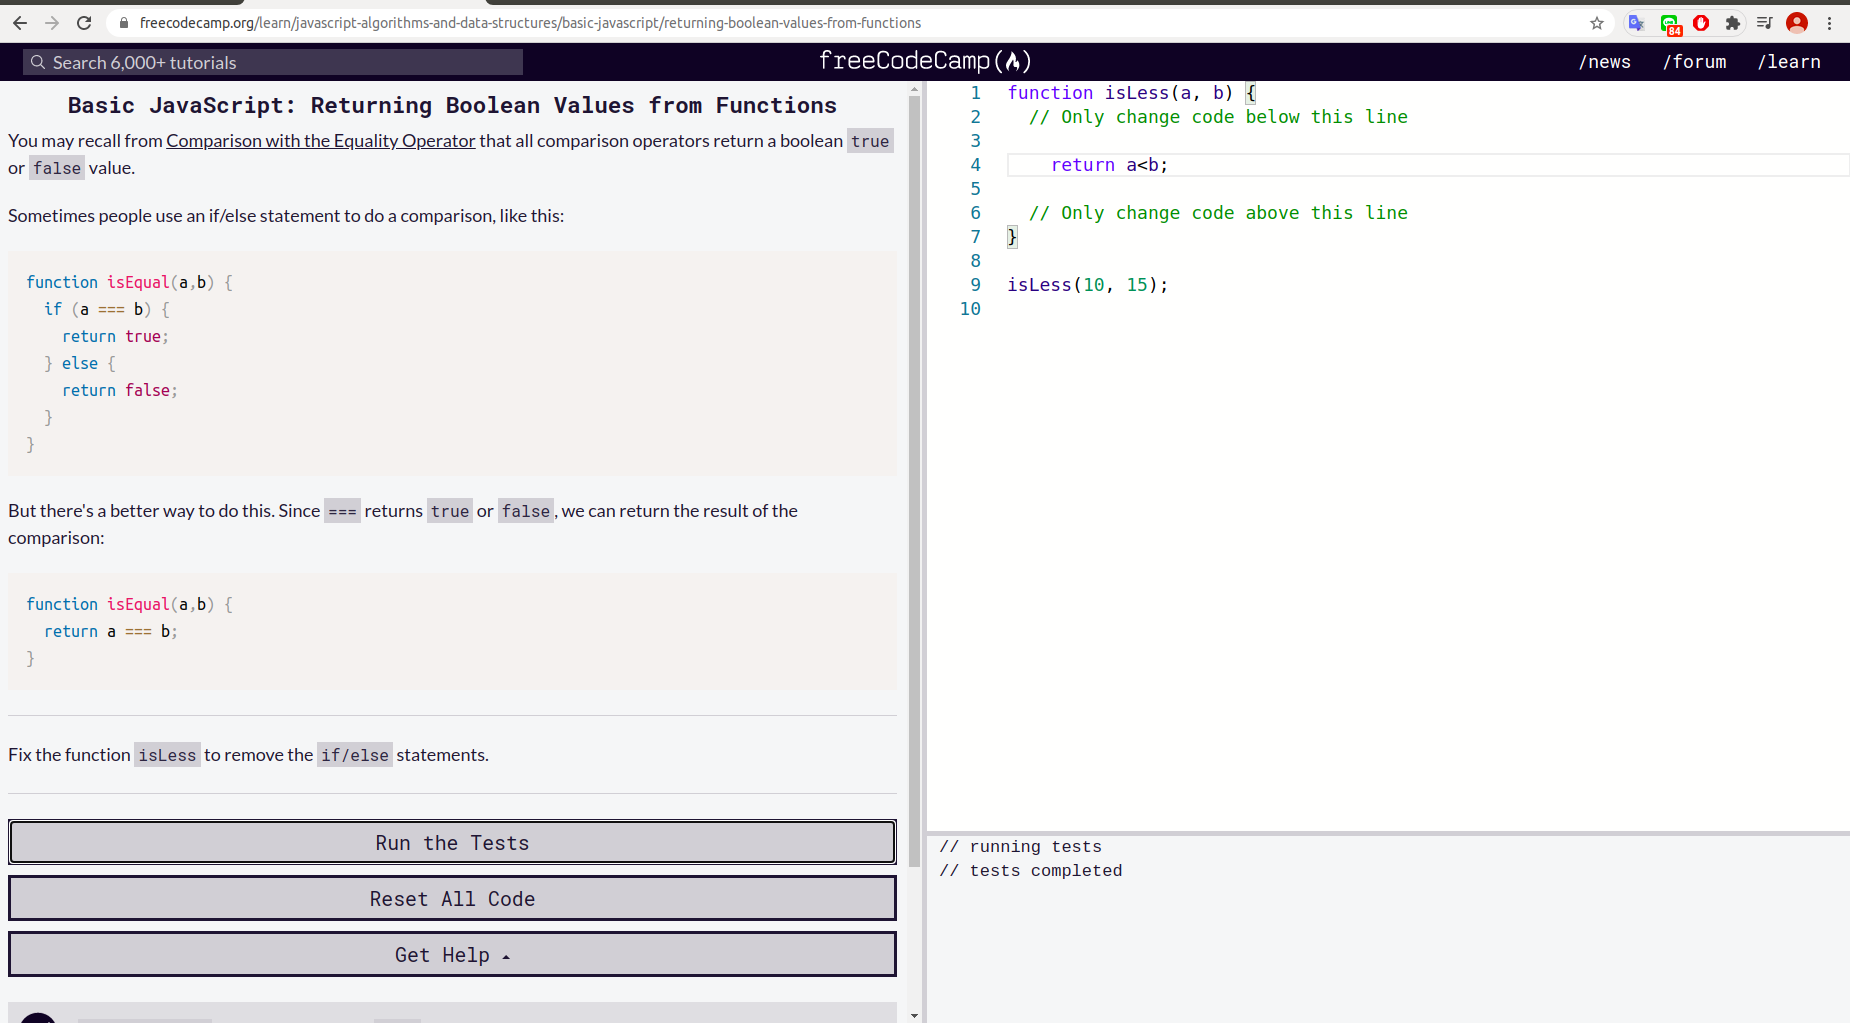 freecodecamp.org/learn/javascript-algorithms-and-data-structures/basic-javascript/returning-boolean-values-from-functions
84
Search 6,000+ tutorials
freeCodeCamp
/news
/forum
/learn
Basic JavaScript: Returning Boolean Values from Functions
You may recall from Comparison with the Equality Operator that all comparison operators return a boolean true
or false value.
Sometimes people use an if/else statement to do a comparison, like this:
function isEqual(a,b) {
  if (a === b) {
    return true;
  } else {
    return false;
  }
}
But there's a better way to do this. Since === returns true or false, we can return the result of the
comparison:
function isEqual(a,b) {
  return a === b;
}
Fix the function isLess to remove the if/else statements.
Run the Tests
Reset All Code
Get Help
1 function isLess(a, b) {
2   // Only change code below this line
3
4     return a<b;
5
6   // Only change code above this line
7 }
8
9 isLess(10, 15);
10
// running tests
// tests completed